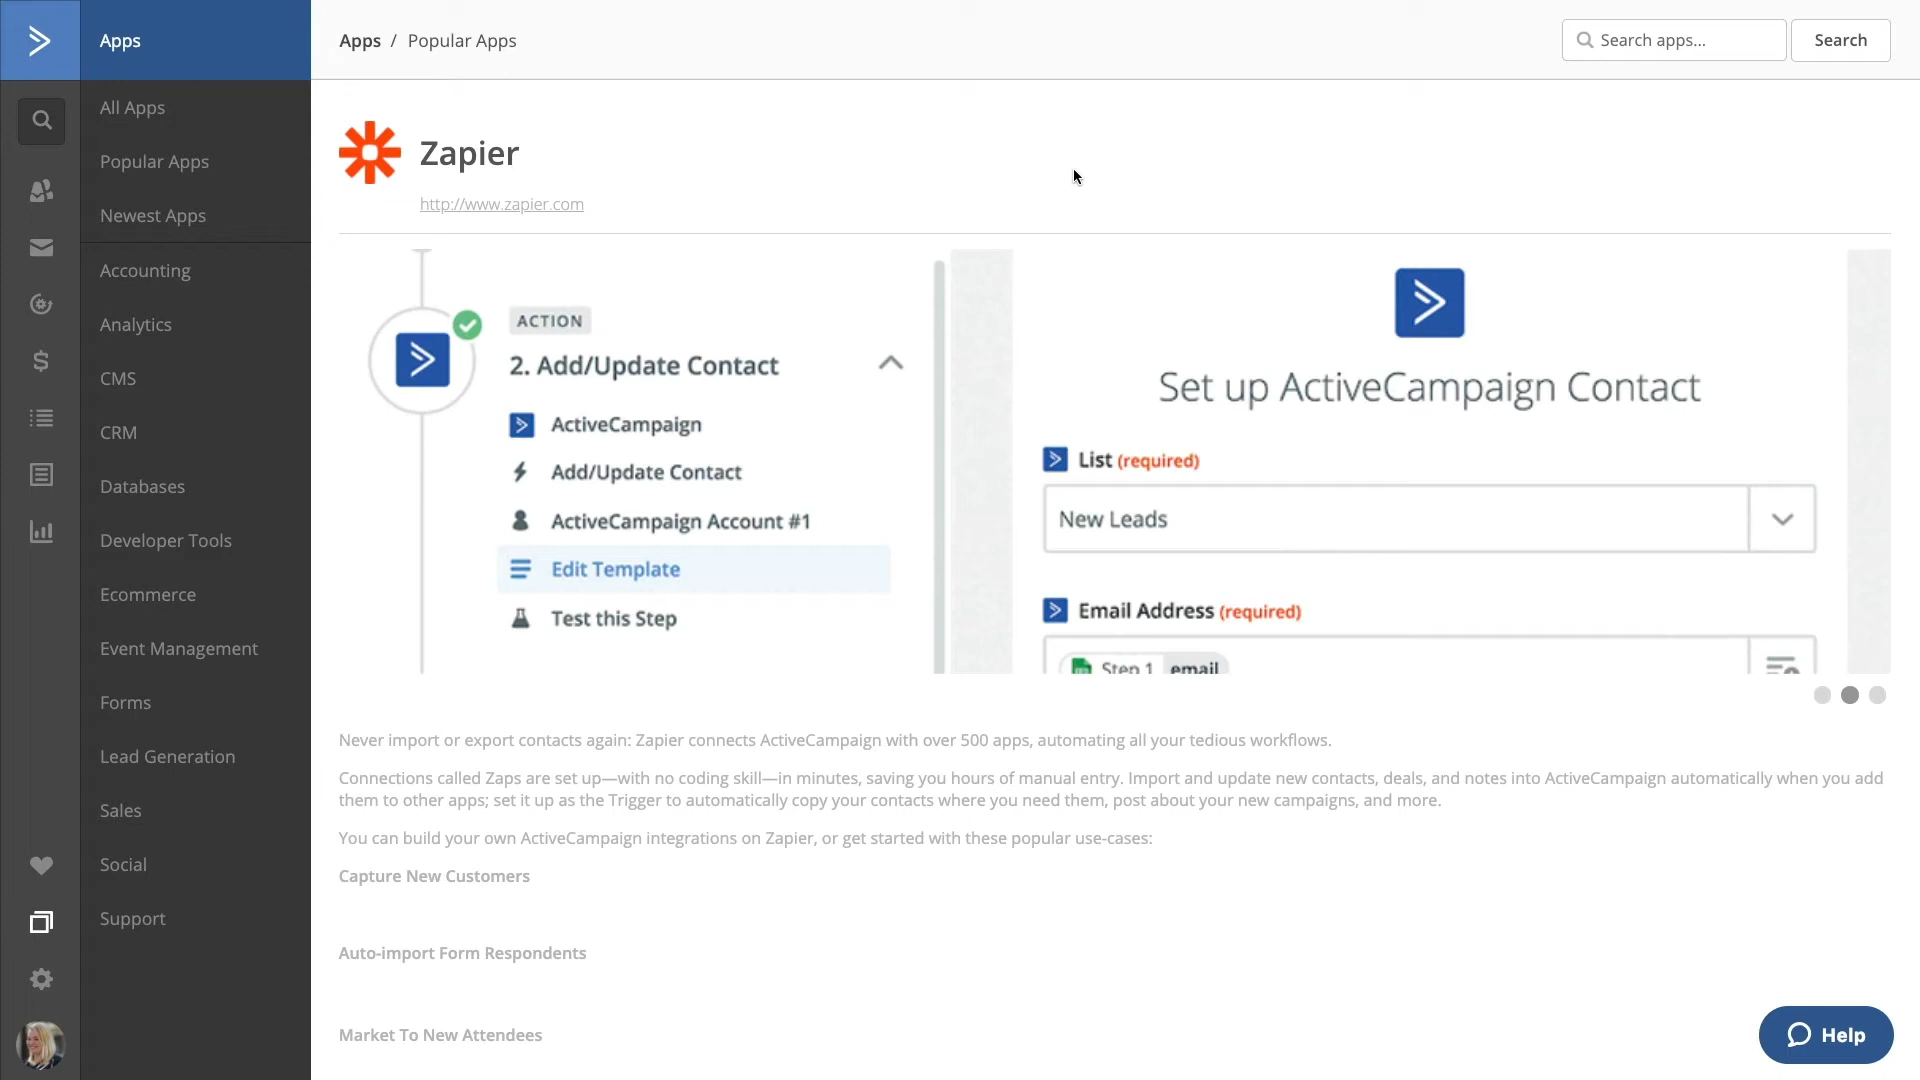 Apps
Apps / Popular Apps
Search apps...
Search
All Apps
Popular Apps
Newest Apps
Accounting
Analytics
CMS
CRM
Databases
Developer Tools
Ecommerce
Event Management
Forms
Lead Generation
Sales
Social
Support
Zapier
http://www.zapier.com
ACTION
2. Add/Update Contact
ActiveCampaign
Add/Update Contact
ActiveCampaign Account #1
Edit Template
Test this Step
Set up ActiveCampaign Contact
List (required)
New Leads
Email Address (required)
Step 1 email
Never import or export contacts again: Zapier connects ActiveCampaign with over 500 apps, automating all your tedious workflows.
Connections called Zaps are set up—with no coding skill—in minutes, saving you hours of manual entry. Import and update new contacts, deals, and notes into ActiveCampaign automatically when you add
them to other apps; set it up as the Trigger to automatically copy your contacts where you need them, post about your new campaigns, and more.
You can build your own ActiveCampaign integrations on Zapier, or get started with these popular use-cases:
Capture New Customers
Auto-import Form Respondents
Market To New Attendees
Help